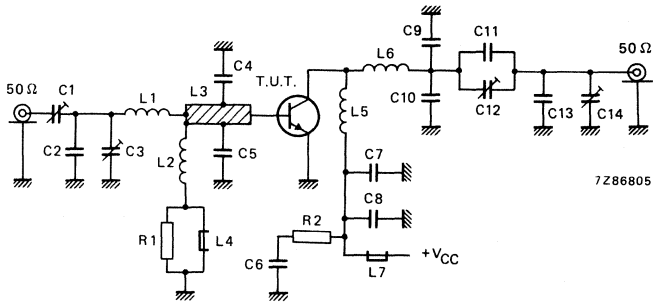 C9
C11
50 Ω
C4
L6
50 Ω
C1
L1
L3
T.U.T.
C10
C12
C13
C14
L5
C2
C3
L2
C5
C7
7Z86805
C8
R1
L4
R2
C6
L7
+VCC